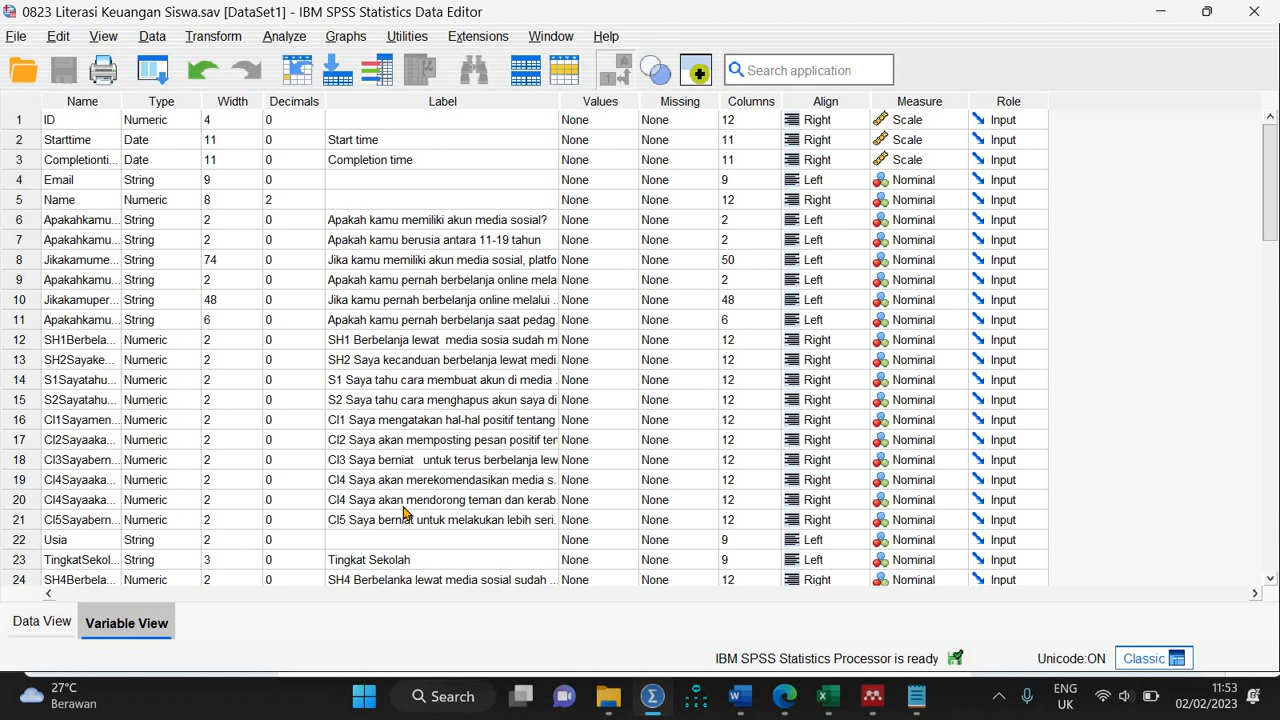 0823 Literasi Keuangan Siswa.sav [DataSet1] - IBM SPSS Statistics Data Editor
File Edit View Data Transform Analyze Graphs Utilities Extensions Window Help
Search application
Name Type Width Decimals Label Values Missing Columns Align Measure Role
1 ID Numeric 4 0 None None 12 Right Scale Input
2 Starttime Date 11 0 Start time None None 11 Right Scale Input
3 Completionti... Date 11 0 Completion time None None 11 Right Scale Input
4 Email String 9 0 None None 9 Left Nominal Input
5 Name Numeric 8 2 None None 12 Right Nominal Input
6 Apakahkamu... String 2 0 Apakah kamu memiliki akun media sosial? None None 2 Left Nominal Input
7 Apakahkamu... String 2 0 Apakah kamu berusia antara 11-19 tahun None None 2 Left Nominal Input
8 Jikakamume... String 74 0 Jika kamu memiliki akun media sosial, platfo None None 50 Left Nominal Input
9 Apakahkamu... String 2 0 Apakah kamu pernah berbelanja online mela None None 2 Left Nominal Input
10 Jikakamuper... String 48 0 Jika kamu pernah berbelanja online melalui ... None None 48 Left Nominal Input
11 Apakahkamu... String 6 0 Apakah kamu pernah berbelanja saat pedag. None None 6 Left Nominal Input
12 SH1Berbela... Numeric 2 0 SH1 Berbelanja lewat media sosia sudah m None None 12 Right Nominal Input
13 SH2Sayake... Numeric 2 0 SH2 Saya kecanduan berbelanja lewat medi. None None 12 Right Nominal Input
14 S1Sayatahu... Numeric 2 0 S1 Saya tahu cara membuat akun di media . None None 12 Right Nominal Input
15 S2Sayatahu... Numeric 2 0 S2 Saya tahu cara menghapus akun saya di None None 12 Right Nominal Input
16 CI1Sayamen... Numeric 2 0 CI1 Saya mengatakan hal-hal positif tentang None None 12 Right Nominal Input
17 CI2Sayaaka... Numeric 2 0 CI2 Saya akan memposting pesan positif ten None None 12 Right Nominal Input
18 CI3Sayabern... Numeric 2 0 CI3 Saya berniat untuk terus berbelanja lew None None 12 Right Nominal Input
19 CI4Sayaaka... Numeric 2 0 CI4 Saya akan merekomendasikan media s. None None 12 Right Nominal Input
20 CI4Sayaaka... Numeric 2 0 CI4 Saya akan mendorong teman dan kerab. None None 12 Right Nominal Input
21 CI5Sayabern... Numeric 2 0 CI5 Saya berniat untuk melakukan lebih seri. None None 12 Right Nominal Input
22 Usia String 2 0 None None 9 Left Nominal Input
23 TingkatSekol... String 3 0 Tingkat Sekolah None None 9 Left Nominal Input
24 SH4Berbela... Numeric 2 0 SH4 Berbelanka lewat media sosial sudah ... None None 12 Right Nominal Input
Data View Variable View
IBM SPSS Statistics Processor is ready Unicode:ON Classic
27°C
Berawan
Search
ENG
UK
11:53
02/02/2023